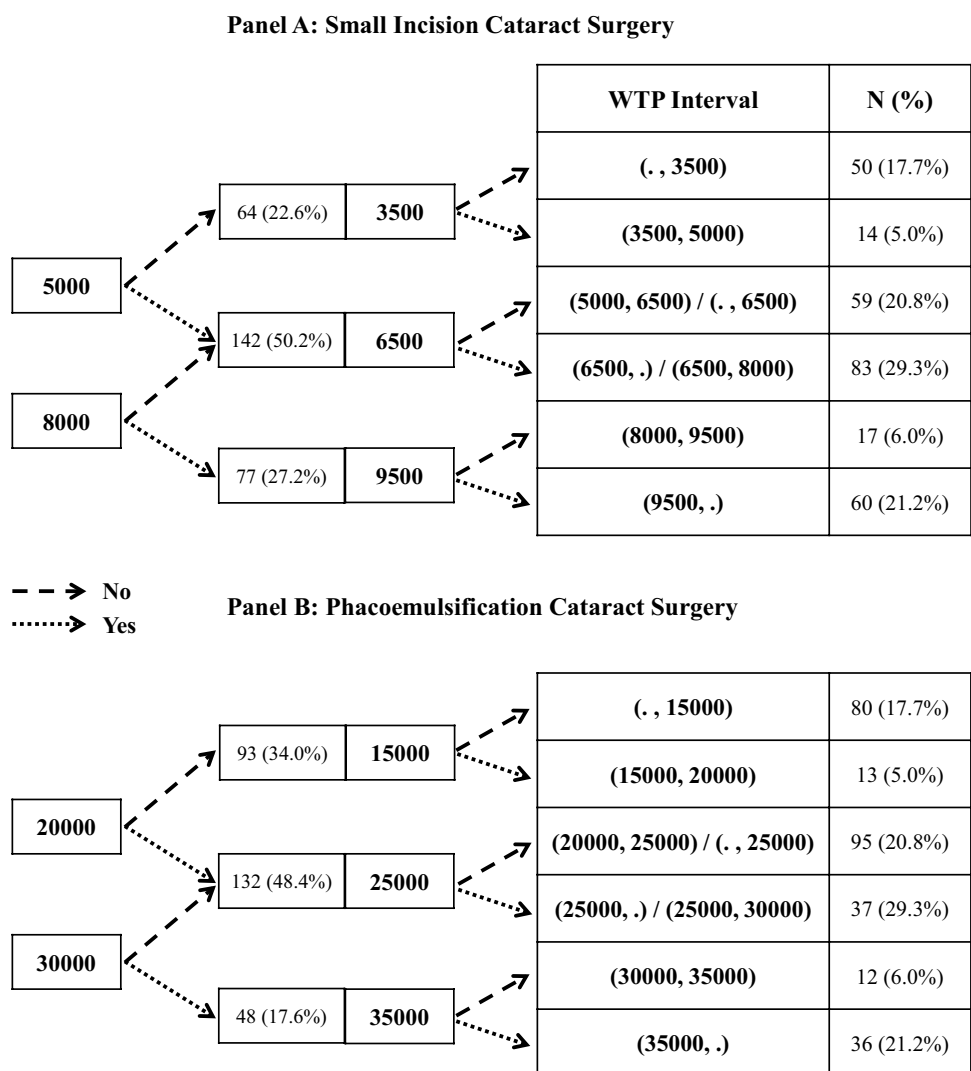 Panel A: Small Incision Cataract Surgery
WTP Interval N (%)
(. , 3500) 50 (17.7%)
64 (22.6%) 3500
(3500, 5000) 14 (5.0%)
5000
(5000, 6500) / (. , 6500) 59 (20.8%)
142 (50.2%) 6500
(6500, .) / (6500, 8000) 83 (29.3%)
8000
(8000, 9500) 17 (6.0%)
77 (27.2%) 9500
(9500, .) 60 (21.2%)
No
Yes
Panel B: Phacoemulsification Cataract Surgery
(. , 15000) 80 (17.7%)
93 (34.0%) 15000
(15000, 20000) 13 (5.0%)
20000
(20000, 25000) / (. , 25000) 95 (20.8%)
132 (48.4%) 25000
(25000, .) / (25000, 30000) 37 (29.3%)
30000
(30000, 35000) 12 (6.0%)
48 (17.6%) 35000
(35000, .) 36 (21.2%)